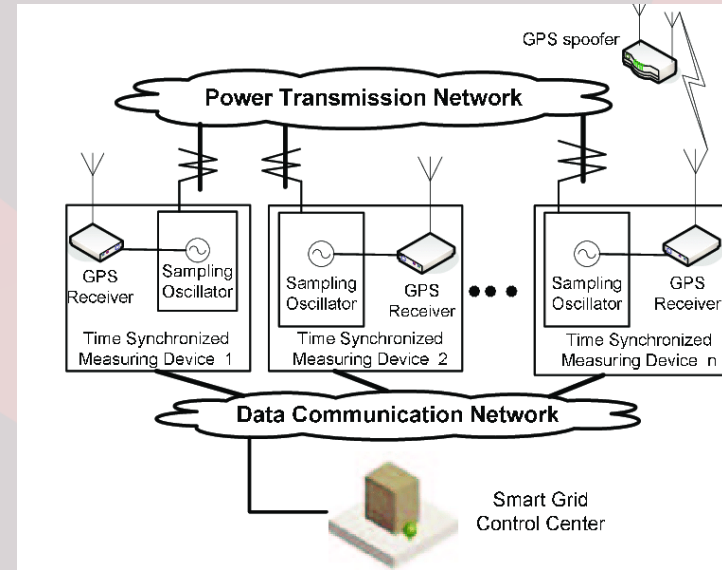 GPS spoofer
Power Transmission Network
GPS
Receiver
Sampling
Oscillator
Time Synchronized
Measuring Device 1
Sampling
Oscillator
GPS
Receiver
Time Synchronized
Measuring Device 2
Sampling
Oscillator
GPS
Receiver
Time Synchronized
Measuring Device n
Data Communication Network
Smart Grid
Control Center